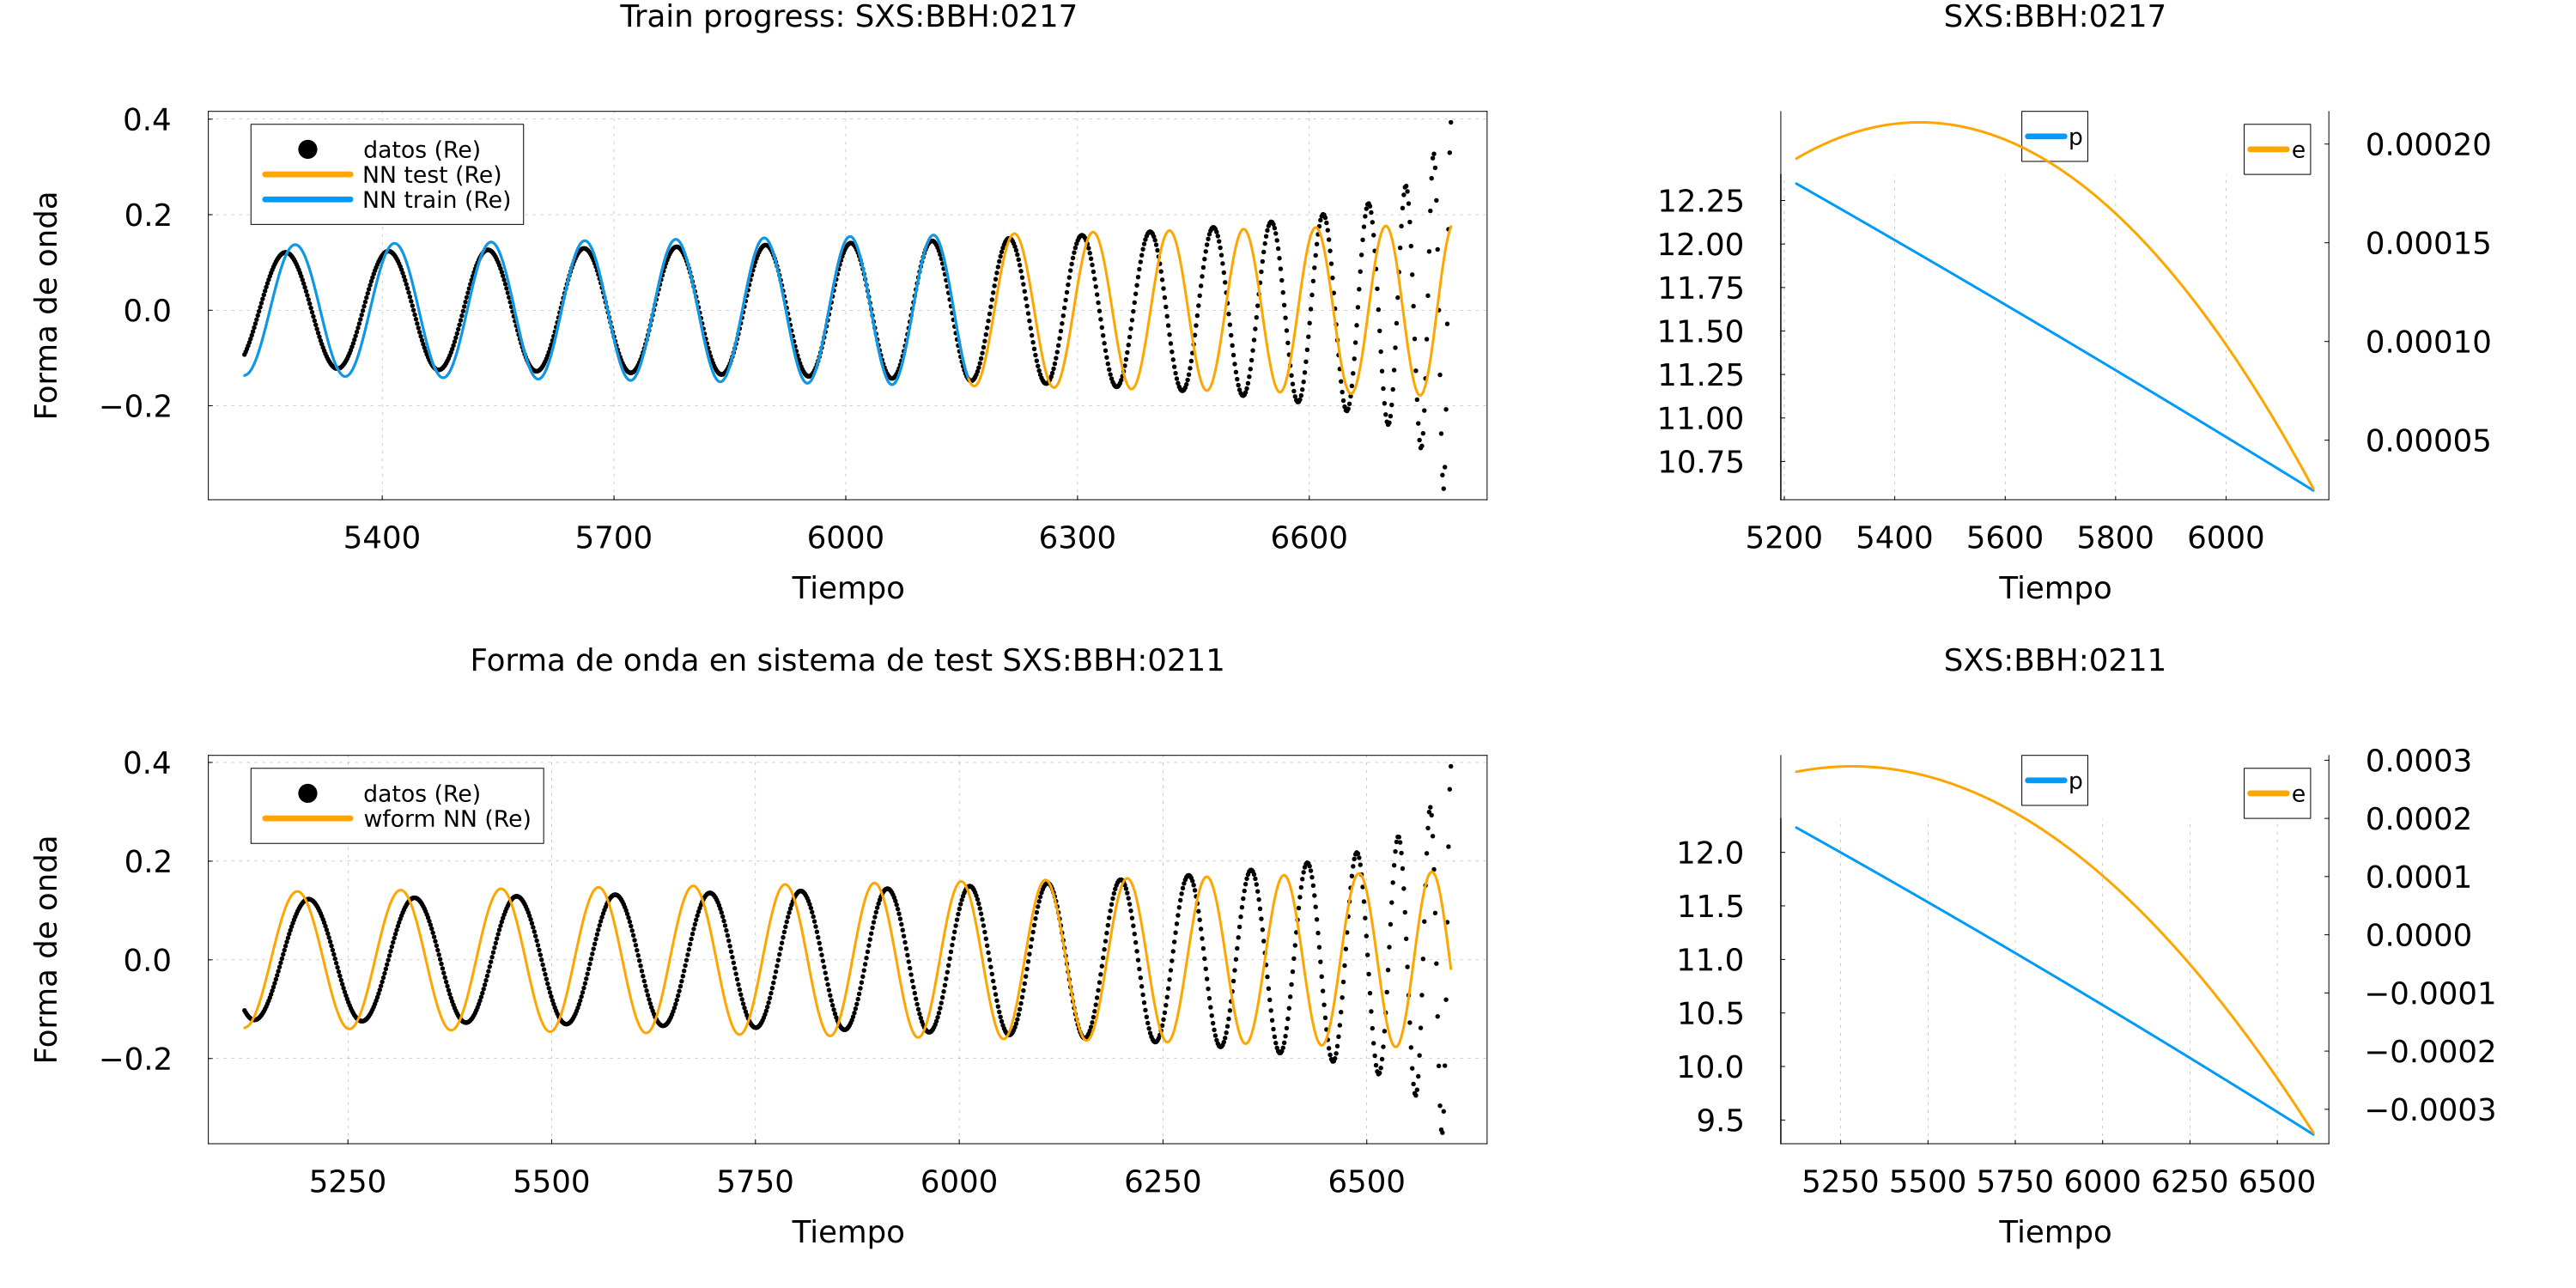 Train progress: SXS:BBH:0217
Forma de onda
0.4
0.2
0.0
−0.2
datos (Re)
NN test (Re)
NN train (Re)
5400 5700 6000 6300 6600
Tiempo
SXS:BBH:0217
12.25
12.00
11.75
11.50
11.25
11.00
10.75
p
e
0.00020
0.00015
0.00010
0.00005
5200 5400 5600 5800 6000
Tiempo
Forma de onda en sistema de test SXS:BBH:0211
Forma de onda
0.4
0.2
0.0
−0.2
datos (Re)
wform NN (Re)
5250 5500 5750 6000 6250 6500
Tiempo
SXS:BBH:0211
12.0
11.5
11.0
10.5
10.0
9.5
p
e
0.0003
0.0002
0.0001
0.0000
−0.0001
−0.0002
−0.0003
5250 5500 5750 6000 6250 6500
Tiempo